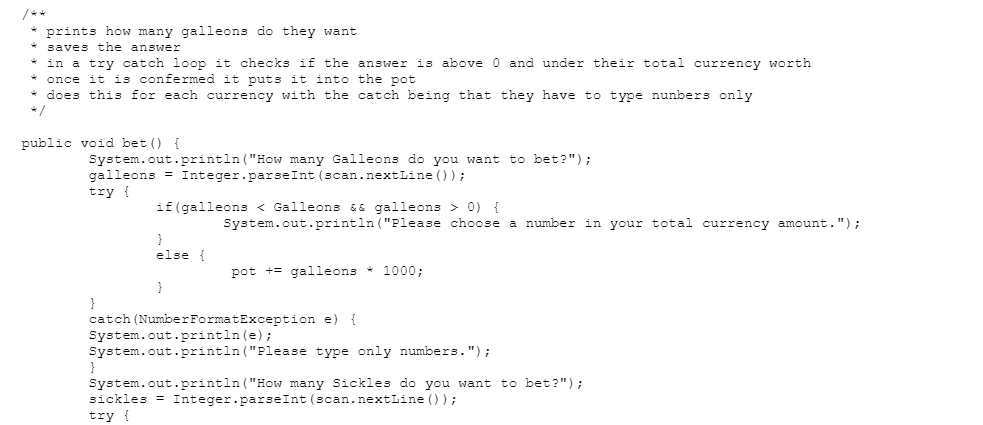 /**
 * prints how many galleons do they want
 * saves the answer
 * in a try catch loop it checks if the answer is above 0 and under their total currency worth
 * once it is confermed it puts it into the pot
 * does this for each currency with the catch being that they have to type nunbers only
 */
public void bet() {
System.out.println("How many Galleons do you want to bet?");
galleons = Integer.parseInt(scan.nextLine());
try {
if(galleons < Galleons && galleons > 0) {
System.out.println("Please choose a number in your total currency amount.");
}
else {
pot += galleons * 1000;
}
}
catch(NumberFormatException e) {
System.out.println(e);
System.out.println("Please type only numbers.");
}
System.out.println("How many Sickles do you want to bet?");
sickles = Integer.parseInt(scan.nextLine());
try {